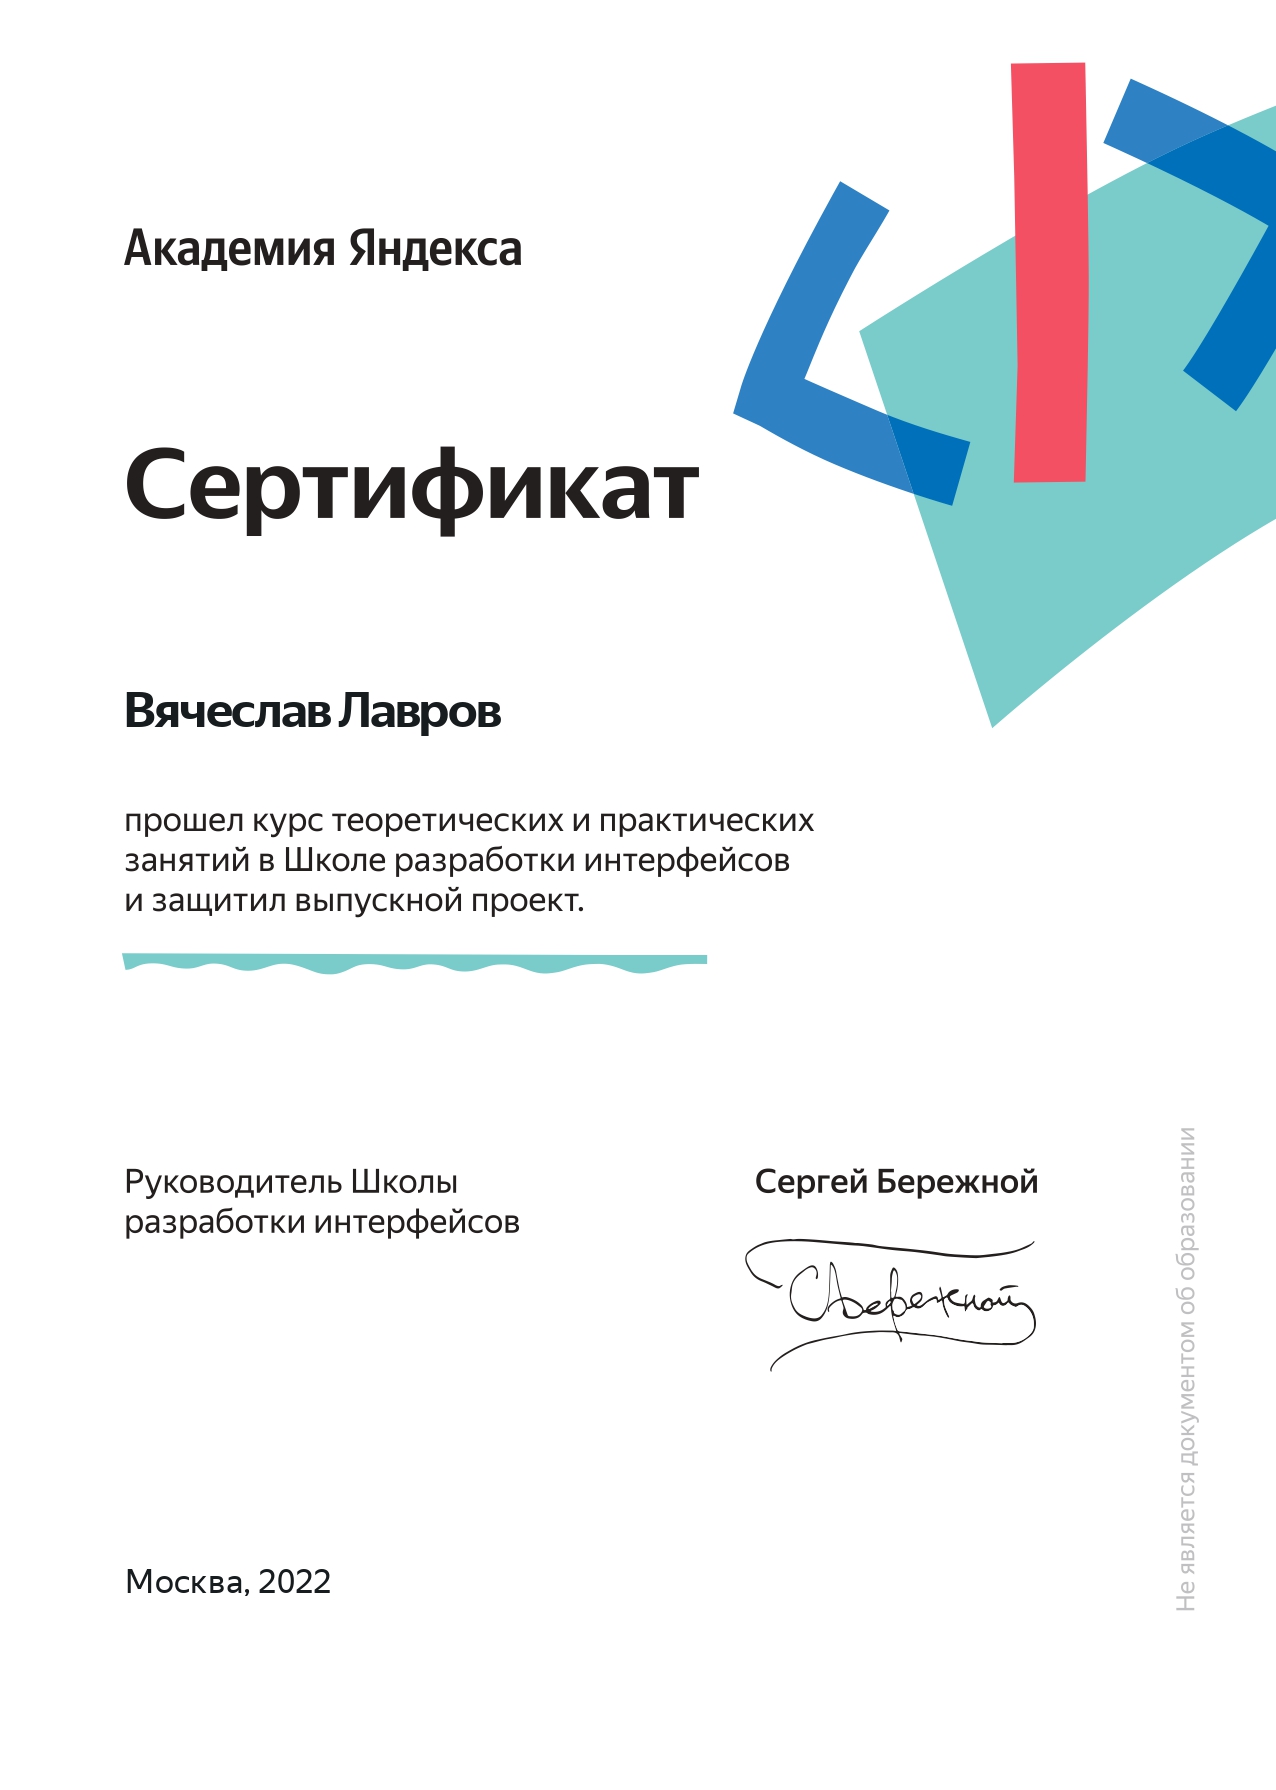 Академия Яндекса
Сертификат
Вячеслав Лавров
прошел курс теоретических и практических
занятий в Школе разработки интерфейсов
и защитил выпускной проект.
Руководитель Школы
разработки интерфейсов
Сергей Бережной
СБережной
Москва, 2022
Не является документом об образовании